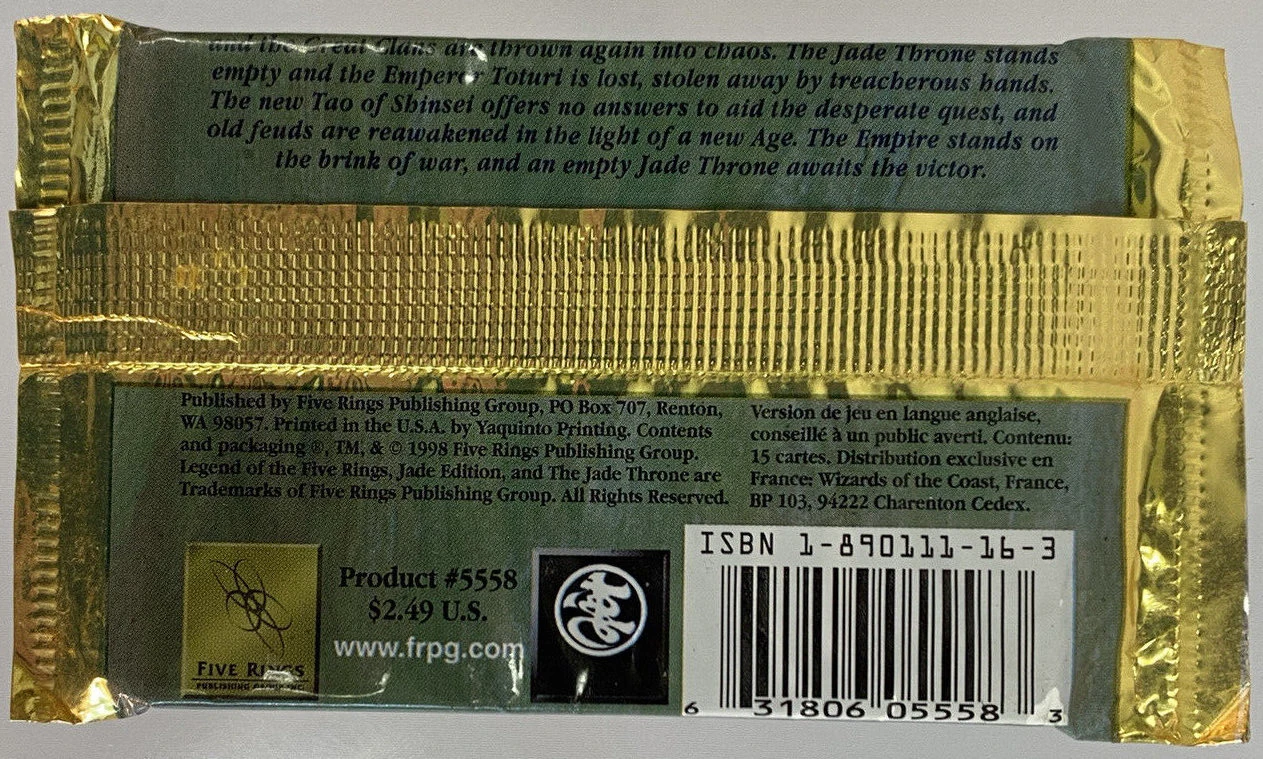 and the Great Clans are thrown again into chaos. The Jade Throne stands
empty and the Emperor Toturi is lost, stolen away by treacherous hands.
The new Tao of Shinsei offers no answers to aid the desperate quest, and
old feuds are reawakened in the light of a new Age. The Empire stands on
the brink of war, and an empty Jade Throne awaits the victor.
Published by Five Rings Publishing Group, PO Box 707, Renton,
WA 98057. Printed in the U.S.A. by Yaquinto Printing. Contents
and packaging ®, TM, & © 1998 Five Rings Publishing Group.
Legend of the Five Rings, Jade Edition, and The Jade Throne are
Trademarks of Five Rings Publishing Group. All Rights Reserved.
Version de jeu en langue anglaise,
conseillé à un public averti. Contenu:
15 cartes. Distribution exclusive en
France: Wizards of the Coast, France,
BP 103, 94222 Charenton Cedex.
FIVE RINGS
PUBLISHING GROUP, INC.
Product #5558
$2.49 U.S.
www.frpg.com
ISBN 1-890111-16-3
6 31806 05558 3